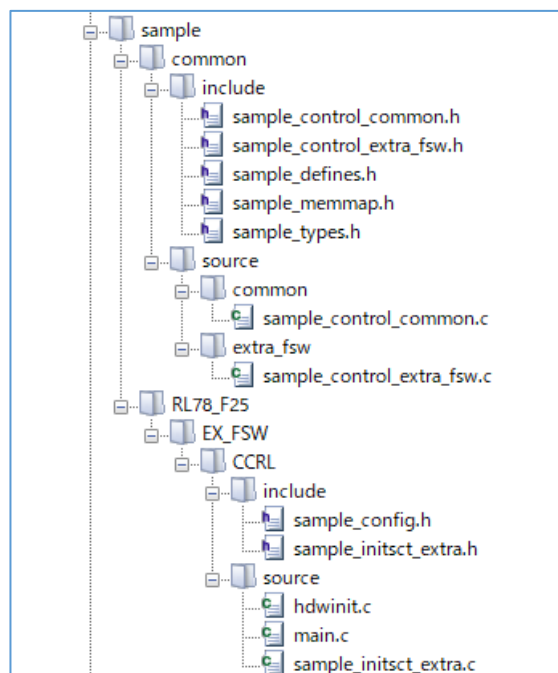 sample
common
include
sample_control_common.h
sample_control_extra_fsw.h
sample_defines.h
sample_memmap.h
sample_types.h
source
common
sample_control_common.c
extra_fsw
sample_control_extra_fsw.c
RL78_F25
EX_FSW
CCRL
include
sample_config.h
sample_initsct_extra.h
source
hdwinit.c
main.c
sample_initsct_extra.c